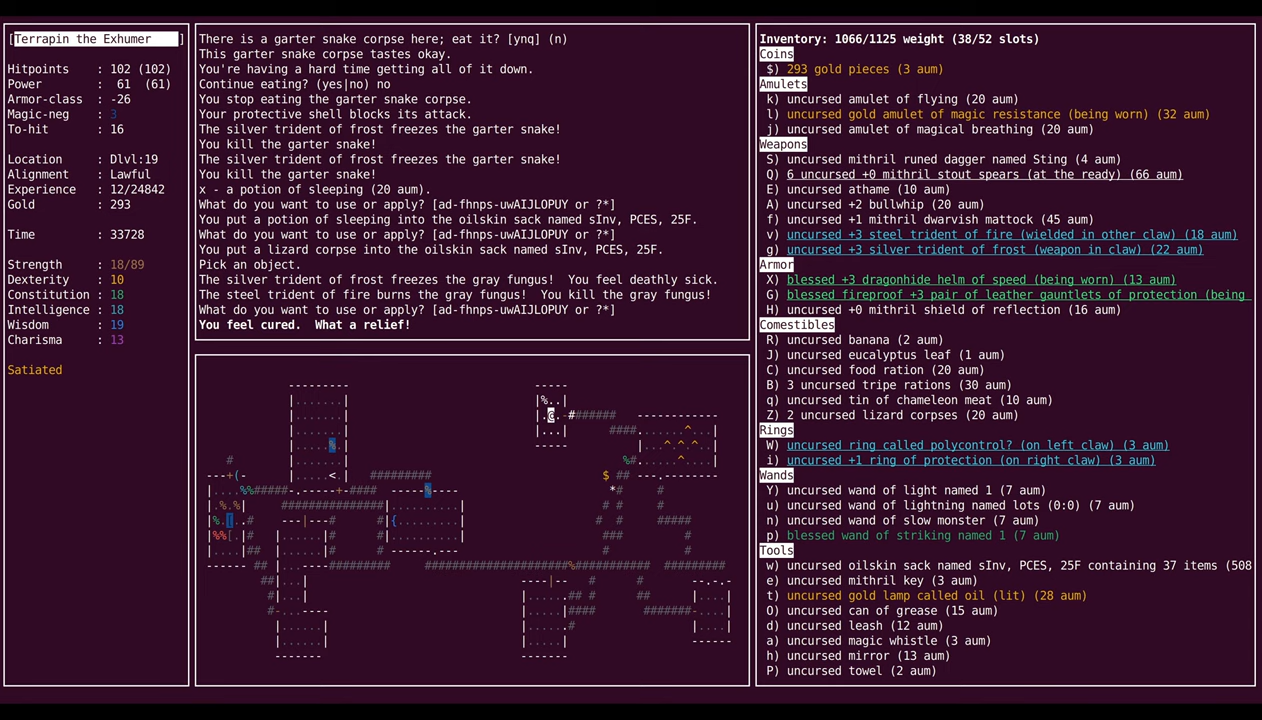 [Terrapin the Exhumer ]
Hitpoints : 102 (102)
Power : 61 (61)
Armor-class : -26
Magic-neg : 3
To-hit : 16
Location : Dlvl:19
Alignment : Lawful
Experience : 12/24842
Gold : 293
Time : 33728
Strength : 18/89
Dexterity : 10
Constitution : 18
Intelligence : 18
Wisdom : 19
Charisma : 13
Satiated
There is a garter snake corpse here; eat it? [ynq] (n)
This garter snake corpse tastes okay.
You're having a hard time getting all of it down.
Continue eating? (yes|no) no
You stop eating the garter snake corpse.
Your protective shell blocks its attack.
The silver trident of frost freezes the garter snake!
You kill the garter snake!
The silver trident of frost freezes the garter snake!
You kill the garter snake!
x - a potion of sleeping (20 aum).
What do you want to use or apply? [ad-fhnps-uwAIJLOPUY or ?*]
You put a potion of sleeping into the oilskin sack named sInv, PCES, 25F.
What do you want to use or apply? [ad-fhnps-uwAIJLOPUY or ?*]
You put a lizard corpse into the oilskin sack named sInv, PCES, 25F.
Pick an object.
The silver trident of frost freezes the gray fungus!  You feel deathly sick.
The steel trident of fire burns the gray fungus!  You kill the gray fungus!
What do you want to use or apply? [ad-fhnps-uwAIJLOPUY or ?*]
You feel cured.  What a relief!
Inventory: 1066/1125 weight (38/52 slots)
Coins
$) 293 gold pieces (3 aum)
Amulets
k) uncursed amulet of flying (20 aum)
l) uncursed gold amulet of magic resistance (being worn) (32 aum)
j) uncursed amulet of magical breathing (20 aum)
Weapons
S) uncursed mithril runed dagger named Sting (4 aum)
Q) 6 uncursed +0 mithril stout spears (at the ready) (66 aum)
E) uncursed athame (10 aum)
A) uncursed +2 bullwhip (20 aum)
f) uncursed +1 mithril dwarvish mattock (45 aum)
v) uncursed +3 steel trident of fire (wielded in other claw) (18 aum)
g) uncursed +3 silver trident of frost (weapon in claw) (22 aum)
Armor
X) blessed +3 dragonhide helm of speed (being worn) (13 aum)
G) blessed fireproof +3 pair of leather gauntlets of protection (being
H) uncursed +0 mithril shield of reflection (16 aum)
Comestibles
R) uncursed banana (2 aum)
J) uncursed eucalyptus leaf (1 aum)
C) uncursed food ration (20 aum)
B) 3 uncursed tripe rations (30 aum)
q) uncursed tin of chameleon meat (10 aum)
Z) 2 uncursed lizard corpses (20 aum)
Rings
W) uncursed ring called polycontrol? (on left claw) (3 aum)
i) uncursed +1 ring of protection (on right claw) (3 aum)
Wands
Y) uncursed wand of light named 1 (7 aum)
u) uncursed wand of lightning named lots (0:0) (7 aum)
n) uncursed wand of slow monster (7 aum)
p) blessed wand of striking named 1 (7 aum)
Tools
w) uncursed oilskin sack named sInv, PCES, 25F containing 37 items (508
e) uncursed mithril key (3 aum)
t) uncursed gold lamp called oil (lit) (28 aum)
O) uncursed can of grease (15 aum)
d) uncursed leash (12 aum)
a) uncursed magic whistle (3 aum)
h) uncursed mirror (13 aum)
P) uncursed towel (2 aum)